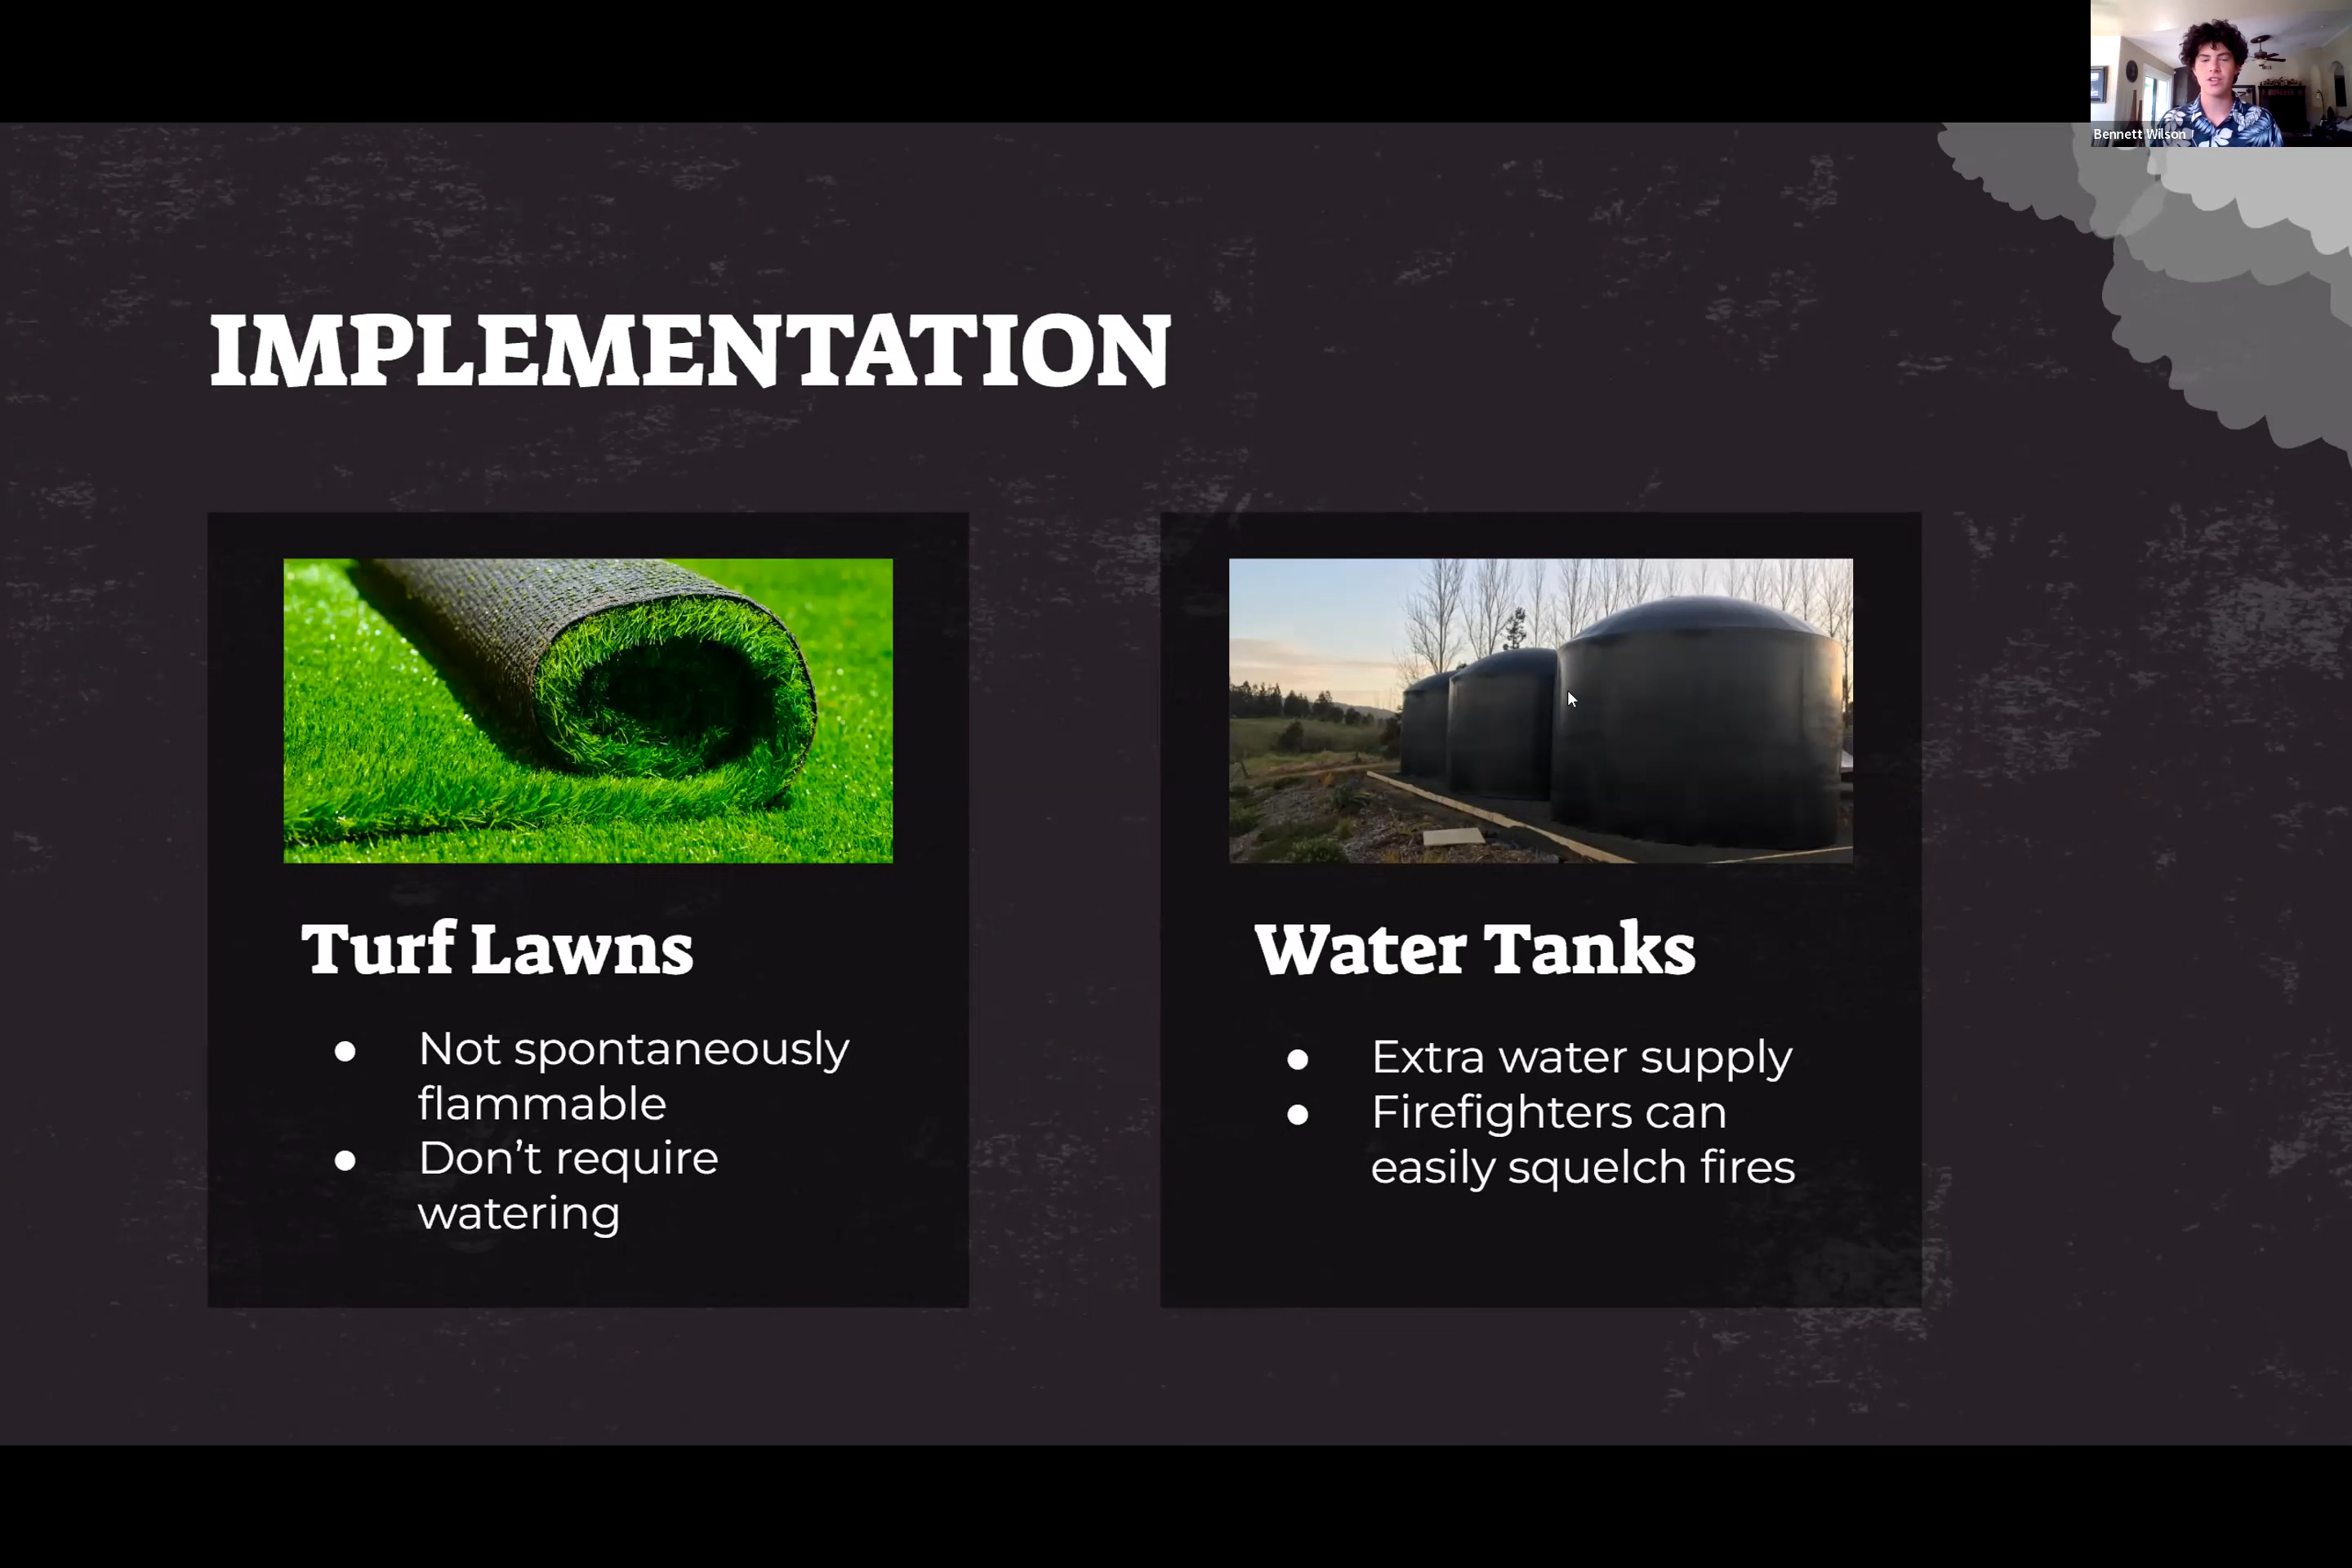 Bennett Wilson
IMPLEMENTATION
Turf Lawns
● Not spontaneously
flammable
● Don’t require
watering
Water Tanks
● Extra water supply
● Firefighters can
easily squelch fires